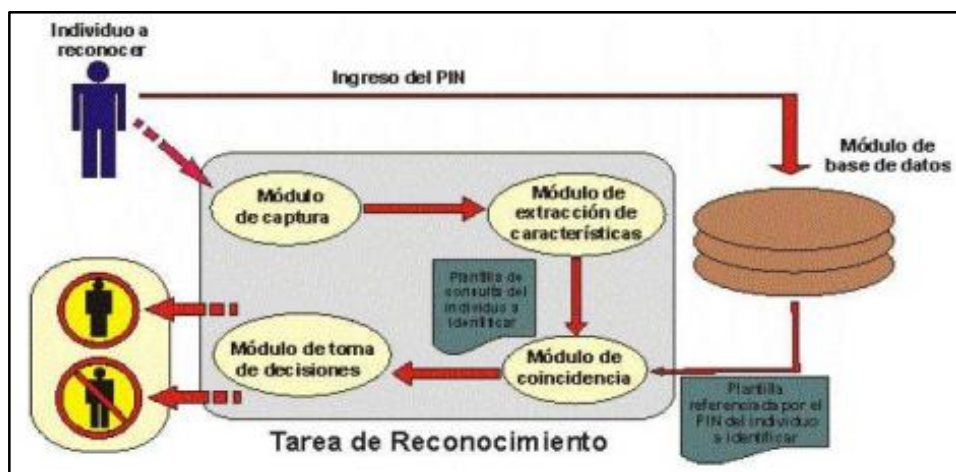 Individuo a
reconocer
Ingreso del PIN
Módulo de
base de datos
Módulo
de captura
Módulo de
extracción de
características
Plantilla de
consulta del
individuo a
identificar
Módulo de toma
de decisiones
Módulo de
coincidencia
Plantilla
referenciada por el
PIN del individuo
a identificar
Tarea de Reconocimiento